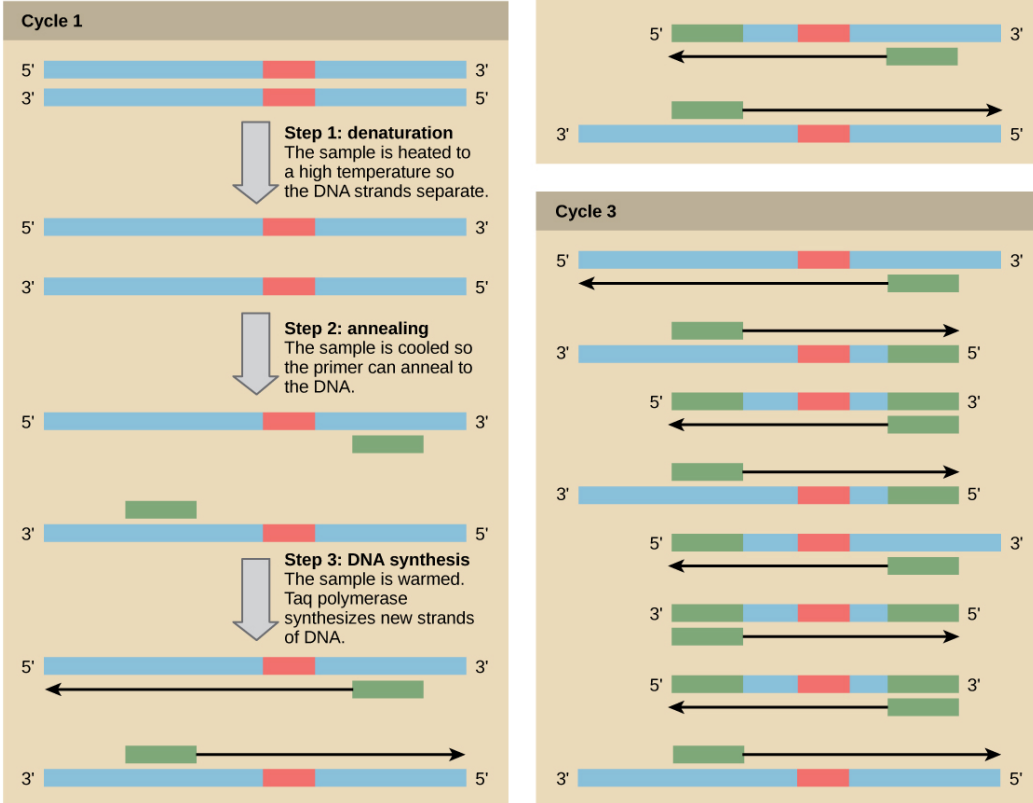 Cycle 1
5' 3'
3' 5'
Step 1: denaturation
The sample is heated to
a high temperature so
the DNA strands separate.
5' 3'
3' 5'
Step 2: annealing
The sample is cooled so
the primer can anneal to
the DNA.
5' 3'
3' 5'
Step 3: DNA synthesis
The sample is warmed.
Taq polymerase
synthesizes new strands
of DNA.
5' 3'
3' 5'
5' 3'
3' 5'
Cycle 3
5' 3'
3' 5'
5' 3'
3' 5'
5' 3'
3' 5'
5' 3'
3' 5'